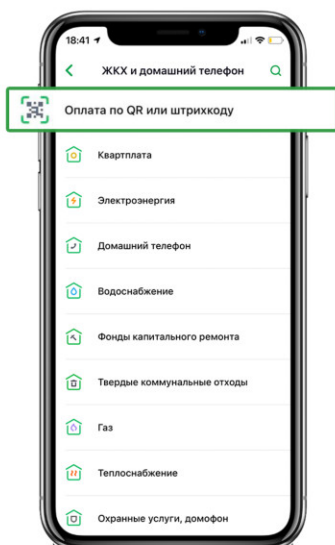 18:41
ЖКХ и домашний телефон
Оплата по QR или штрихкоду
Квартплата
Электроэнергия
Домашний телефон
Водоснабжение
Фонды капитального ремонта
Твердые коммунальные отходы
Газ
Теплоснабжение
Охранные услуги, домофон